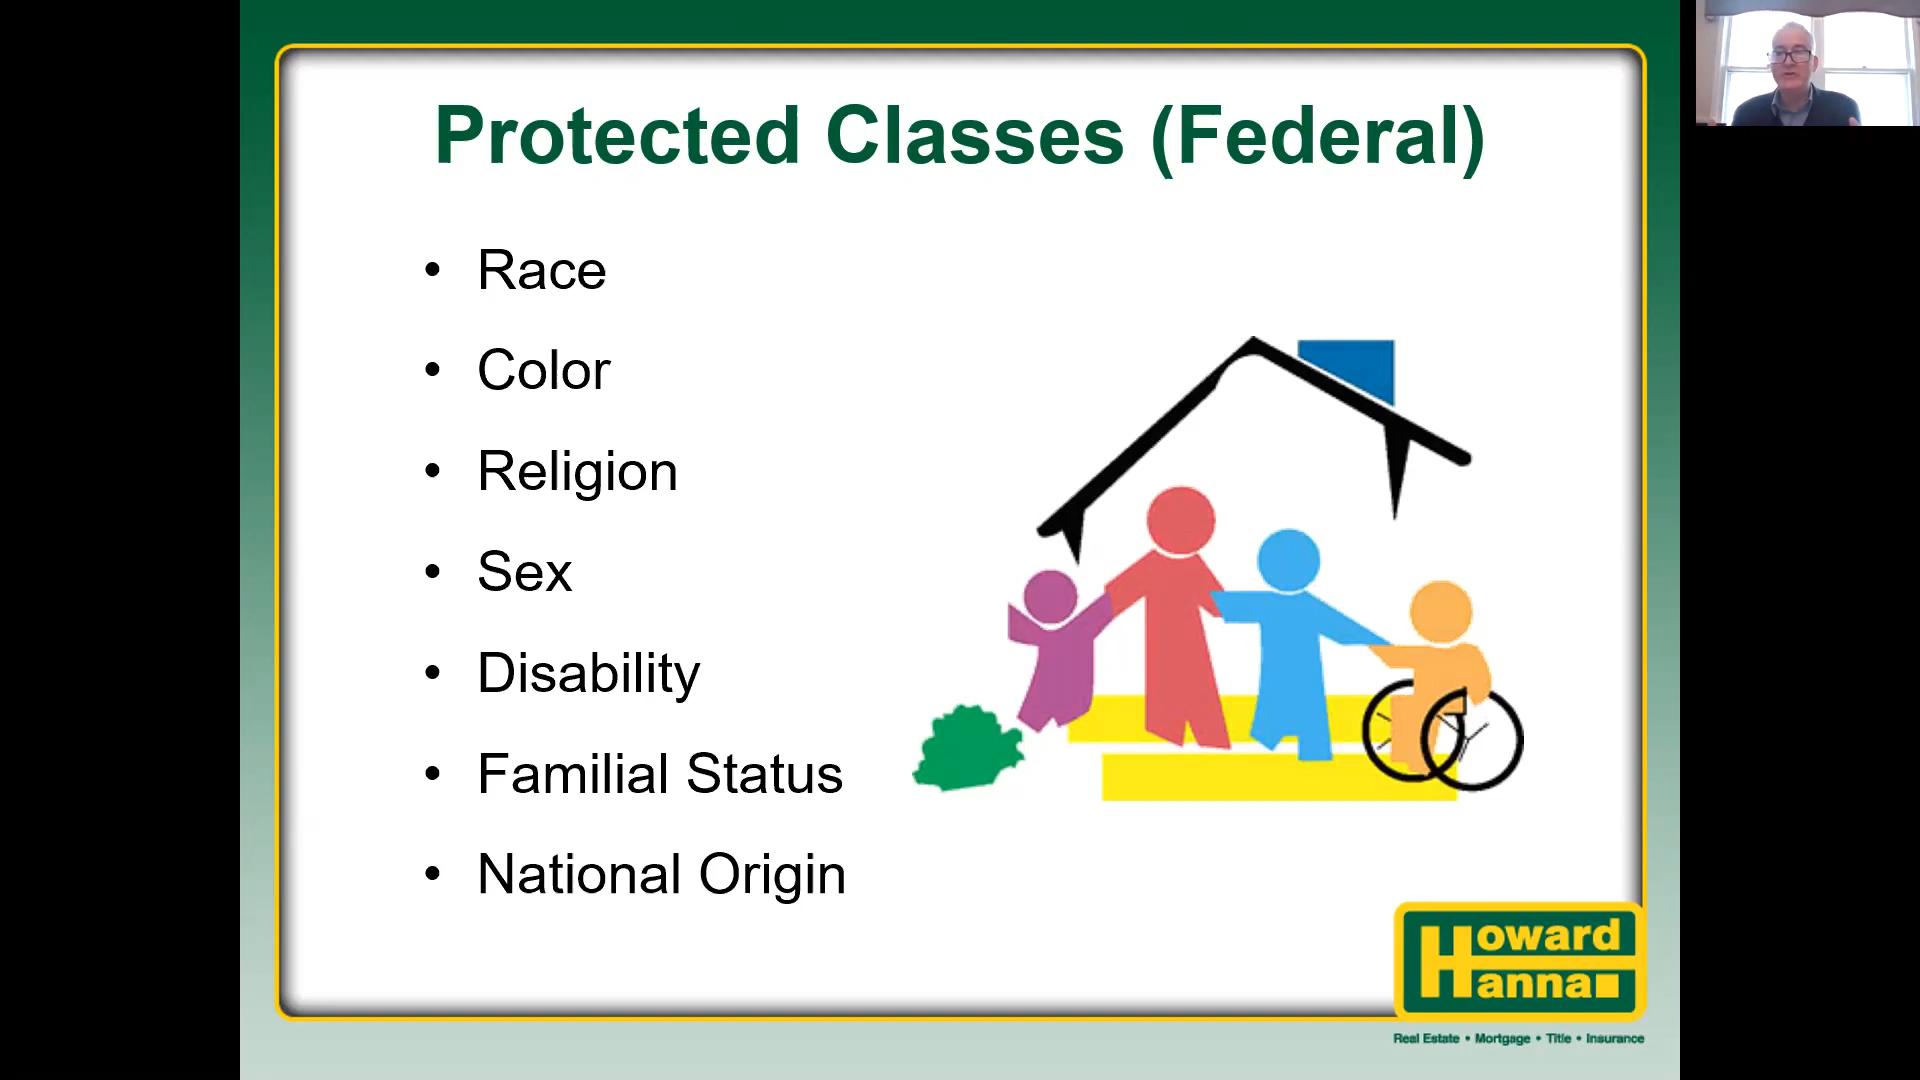 Protected Classes (Federal)
• Race
• Color
• Religion
• Sex
• Disability
• Familial Status
• National Origin
Howard
Hanna
Real Estate • Mortgage • Title • Insurance